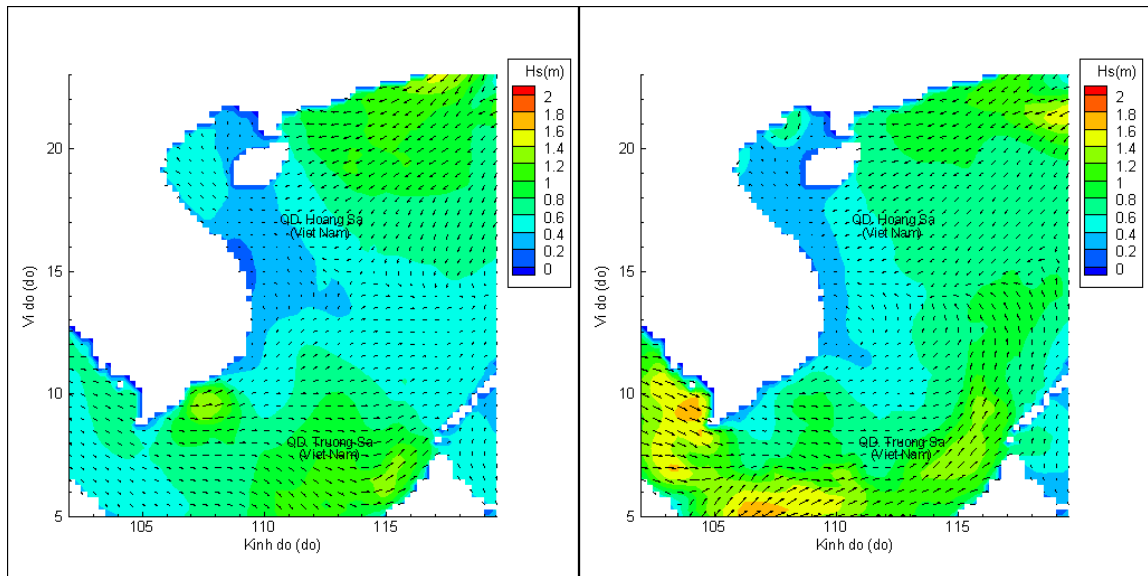 Hs(m)
2
1.8
1.6
1.4
1.2
1
0.8
0.6
0.4
0.2
0
Vi do (do)
20
15
10
5
QD. Hoang Sa
(Viet Nam)
QD. Truong Sa
(Viet Nam)
105
110
115
Kinh do (do)
Hs(m)
2
1.8
1.6
1.4
1.2
1
0.8
0.6
0.4
0.2
0
Vi do (do)
20
15
10
5
QD. Hoang Sa
(Viet Nam)
QD. Truong Sa
(Viet Nam)
105
110
115
Kinh do (do)